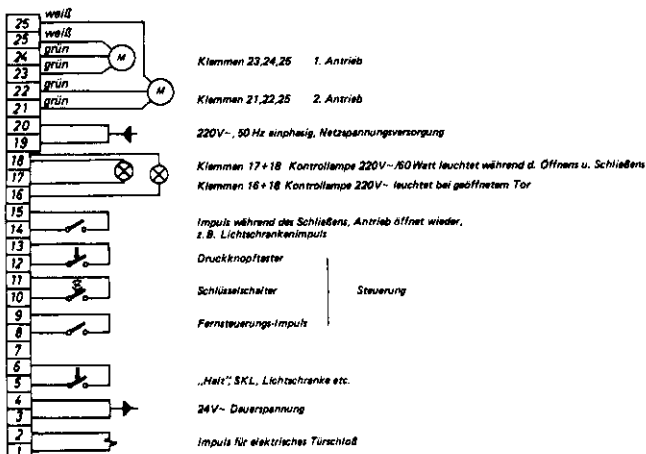 25 weiß
25 weiß
24 grün
23 grün
22 grün
21 grün
M
M
Klemmen 23,24,25 1. Antrieb
Klemmen 21,22,25 2. Antrieb
20
19
220V~, 50 Hz einphasig, Netzspannungsversorgung
18
17
16
Klemmen 17+18 Kontrollampe 220V~/60 Watt leuchtet während d. Öffnens u. Schließens
Klemmen 16+18 Kontrollampe 220V~ leuchtet bei geöffnetem Tor
15
14
Impuls während des Schließens, Antrieb öffnet wieder,
z.B. Lichtschrankenimpuls
13
12
Druckknopftaster
11
10
Schlüsselschalter
Steuerung
9
8
Fernsteuerungs-Impuls
7
6
5
„Halt”, SKL, Lichtschranke etc.
4
3
24V~ Dauerspannung
2
1
Impuls für elektrisches Türschloß